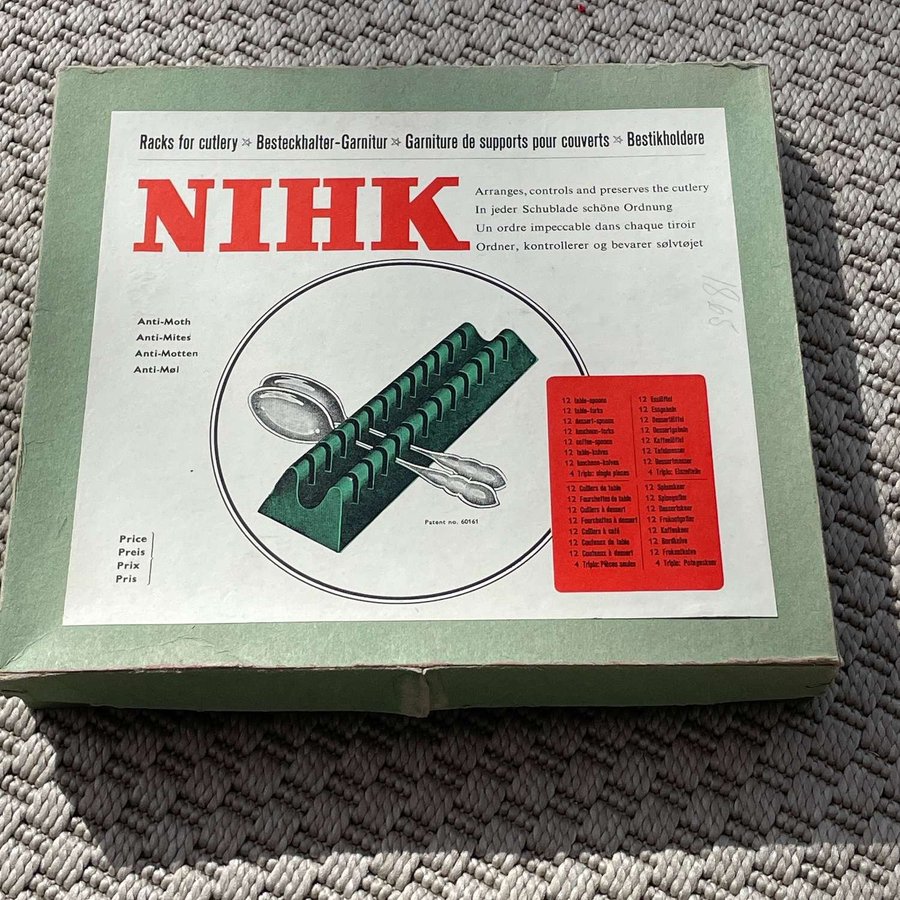 Racks for cutlery ☆ Besteckhalter-Garnitur ☆ Garniture de supports pour couverts ☆ Bestikholdere
NIHK
Arranges, controls and preserves the cutlery
In jeder Schublade schöne Ordnung
Un ordre impeccable dans chaque tiroir
Ordner, kontrollerer og bevarer sølvtøjet
Anti-Moth
Anti-Mites
Anti-Motten
Anti-Møl
Patent no. 60161
Price
Preis
Prix
Pris
12 table-spoons
12 table-forks
12 dessert-spoons
12 luncheon-forks
12 coffee-spoons
12 table-knives
12 luncheon-knives
4 Triplo: single pieces
12 Esslöffel
12 Essgabeln
12 Dessertlöffel
12 Dessertgabeln
12 Kaffeelöffel
12 Tafelmesser
12 Dessertmesser
4 Triplo: Einzelteile
12 Cuillers de table
12 Fourchettes de table
12 Cuillers à dessert
12 Fourchettes à dessert
12 Cuillers à café
12 Couteaux de table
12 Couteaux à dessert
4 Triplo: Pièces seules
12 Spiseskeer
12 Spisegafler
12 Dessertskeer
12 Frokostgafler
12 Kaffeskeer
12 Bordknive
12 Frokostknive
4 Triplo: Potageskeer